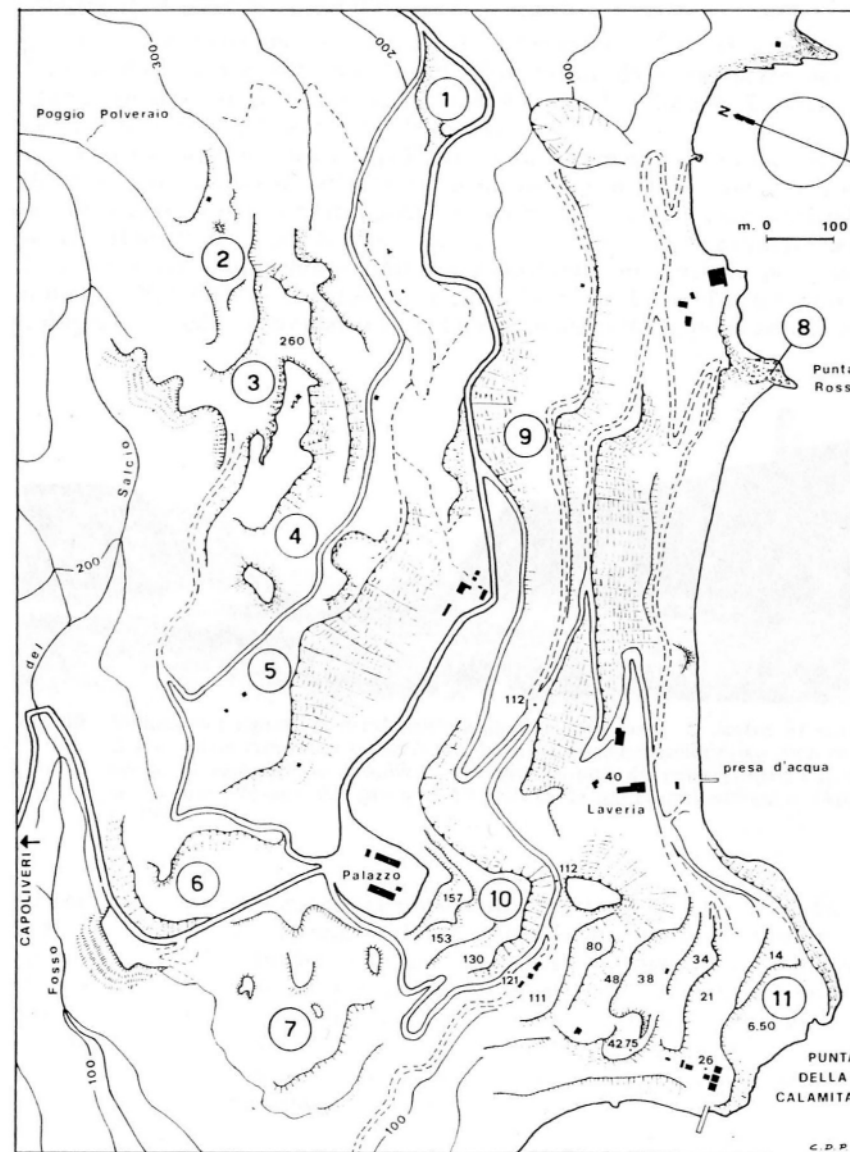 300
200
100
1
Poggio Polveraio
N
m. 0 100
2
260
3
8
Punta
Ross
9
Salcio
4
200
del
5
112
presa d'acqua
40
Laveria
CAPOLIVERI
6
Palazzo
112
157
10
153
130
80
34
14
Fosso
121
48
38
111
21
11
7
6.50
42.75
26
100
100
PUNTA
DELLA
CALAMITA
C.D.P.